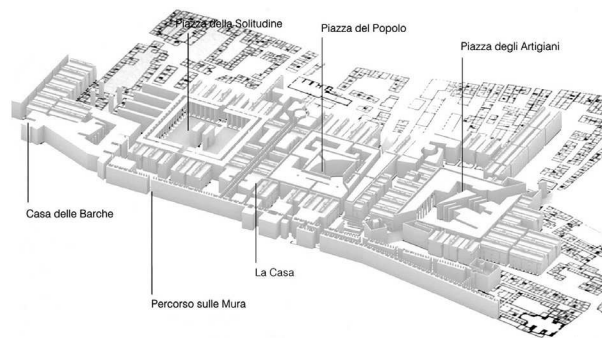 Piazza della Solitudine
Piazza del Popolo
Piazza degli Artigiani
Casa delle Barche
La Casa
Percorso sulle Mura